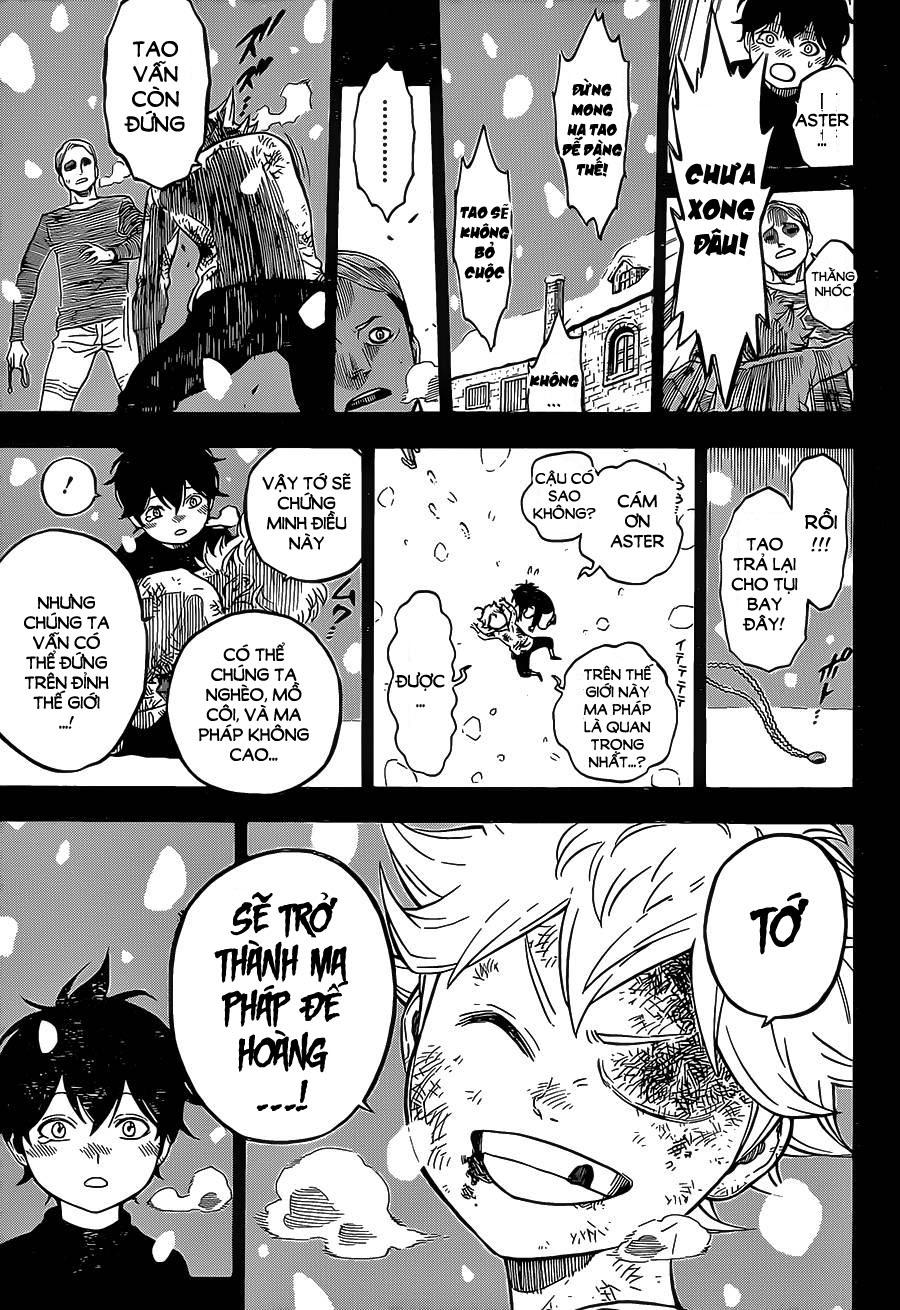 ...
ASTER
...
CHƯA
XONG
ĐÂU!
THẰNG
NHÓC
ĐỪNG
MONG
HẠ TAO
DỄ DÀNG
THẾ!
TAO SẼ
KHÔNG
BỎ
CUỘC
KHÔNG
...
.........
TAO
VẪN
CÒN
ĐỨNG
RỒI
!!!
TAO
TRẢ LẠI
CHO TỤI
BAY
ĐÂY!
CÁM
ƠN
ASTER
CẬU CÓ
SAO
KHÔNG?
TRÊN THẾ
GIỚI NÀY
MA PHÁP
LÀ QUAN
TRỌNG
NHẤT...?
ĐƯỢC
...
VẬY TỚ SẼ
CHỨNG
MINH ĐIỀU
NÀY
!
CÓ THỂ
CHÚNG TA
NGHÈO, MỒ
CÔI, VÀ MA
PHÁP KHÔNG
CAO...
NHƯNG
CHÚNG TA
VẪN CÓ
THỂ ĐỨNG
TRÊN ĐỈNH
THẾ GIỚI
...!
TỚ
SẼ TRỞ
THÀNH MA
PHÁP ĐẾ
HOÀNG
....!